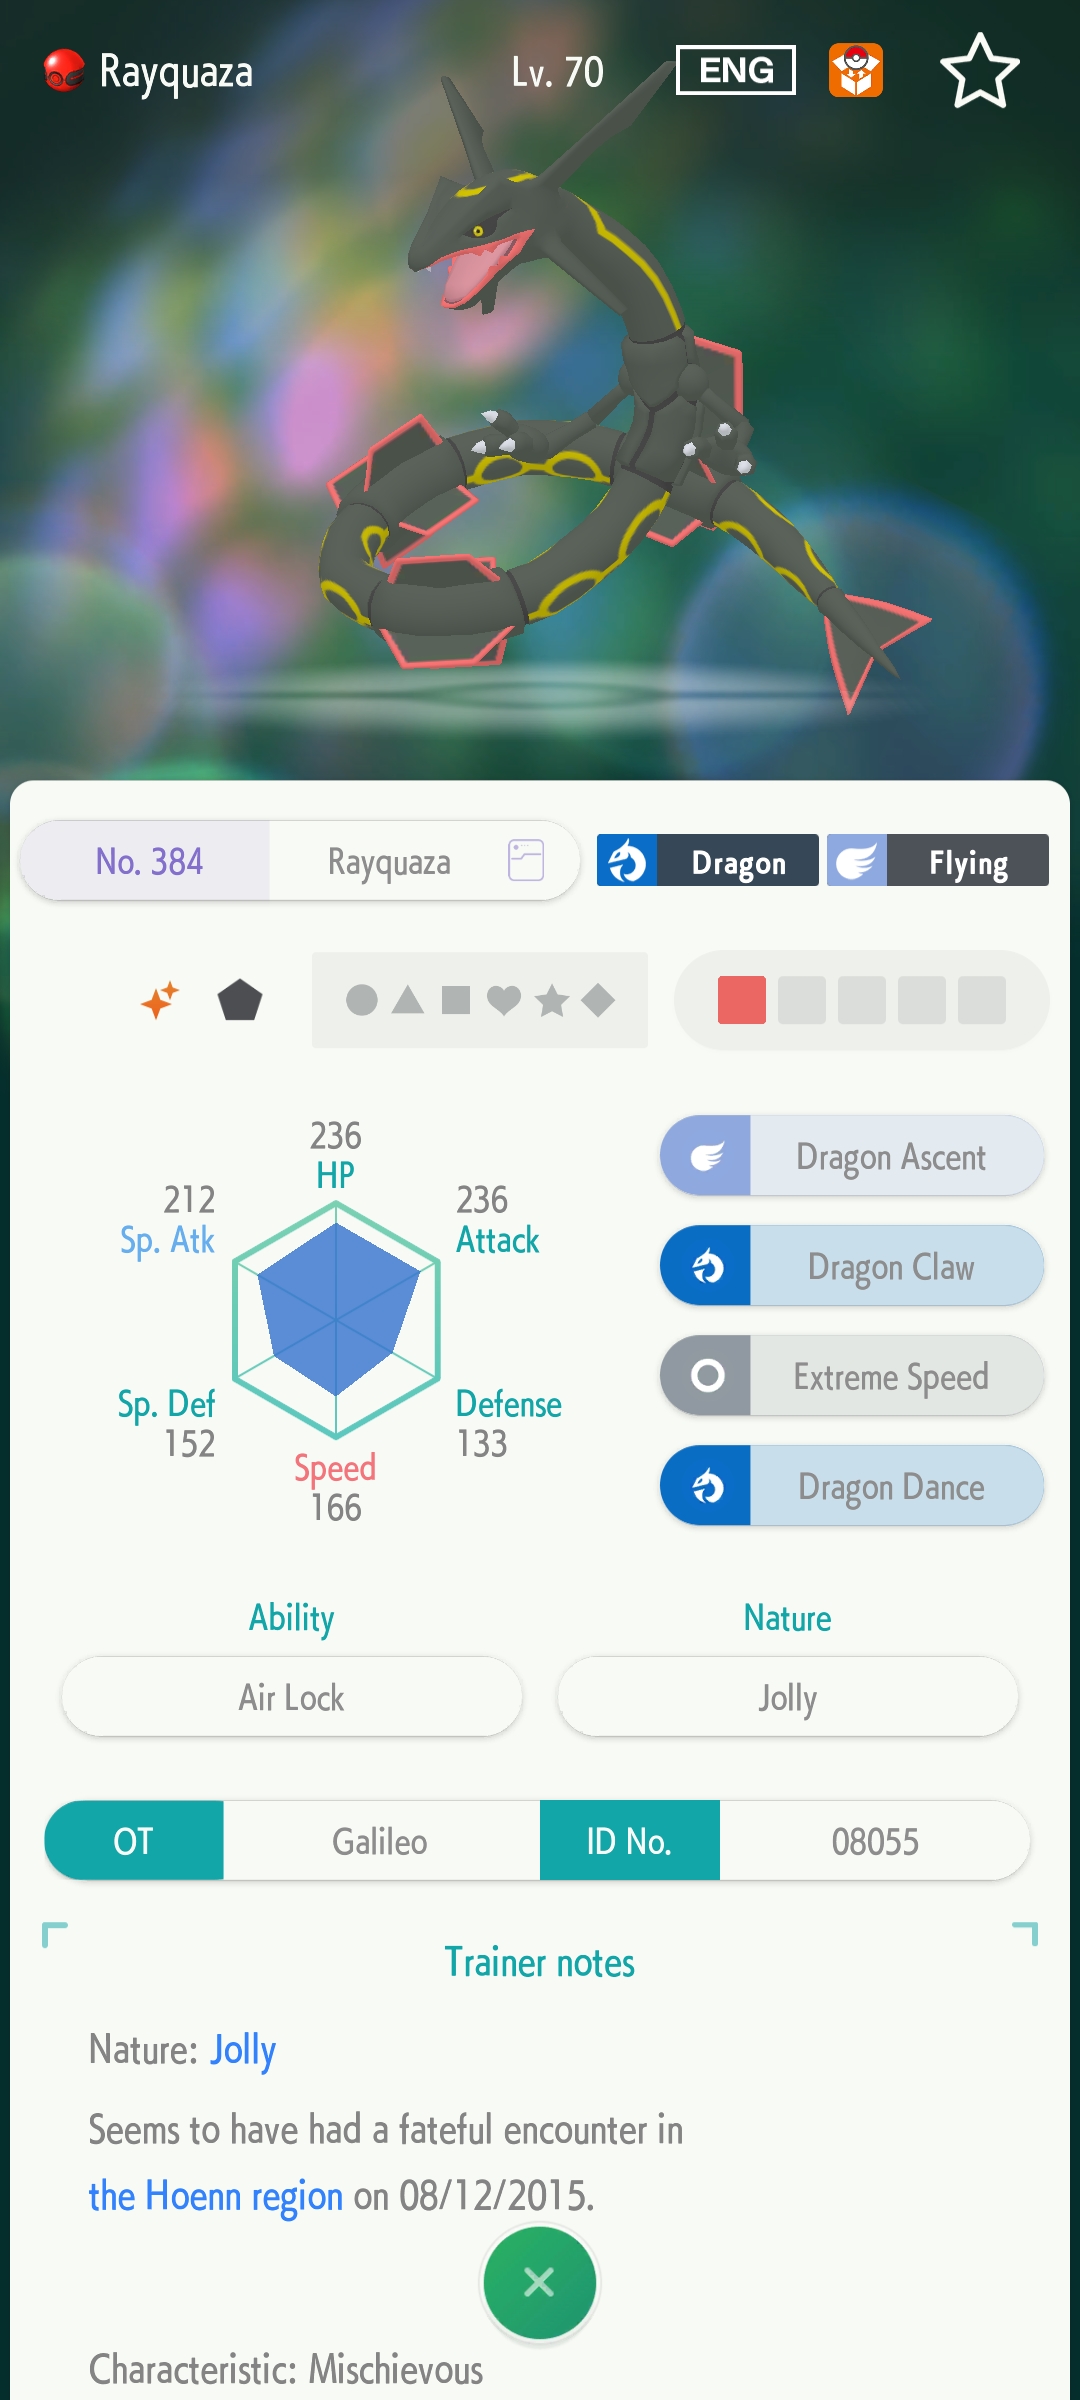 Rayquaza Lv. 70 ENG
No. 384 Rayquaza Dragon Flying
236
HP
212
Sp. Atk
236
Attack
Sp. Def
152
Defense
133
Speed
166
Dragon Ascent
Dragon Claw
Extreme Speed
Dragon Dance
Ability
Air Lock
Nature
Jolly
OT Galileo ID No. 08055
Trainer notes
Nature: Jolly
Seems to have had a fateful encounter in
the Hoenn region on 08/12/2015.
Characteristic: Mischievous